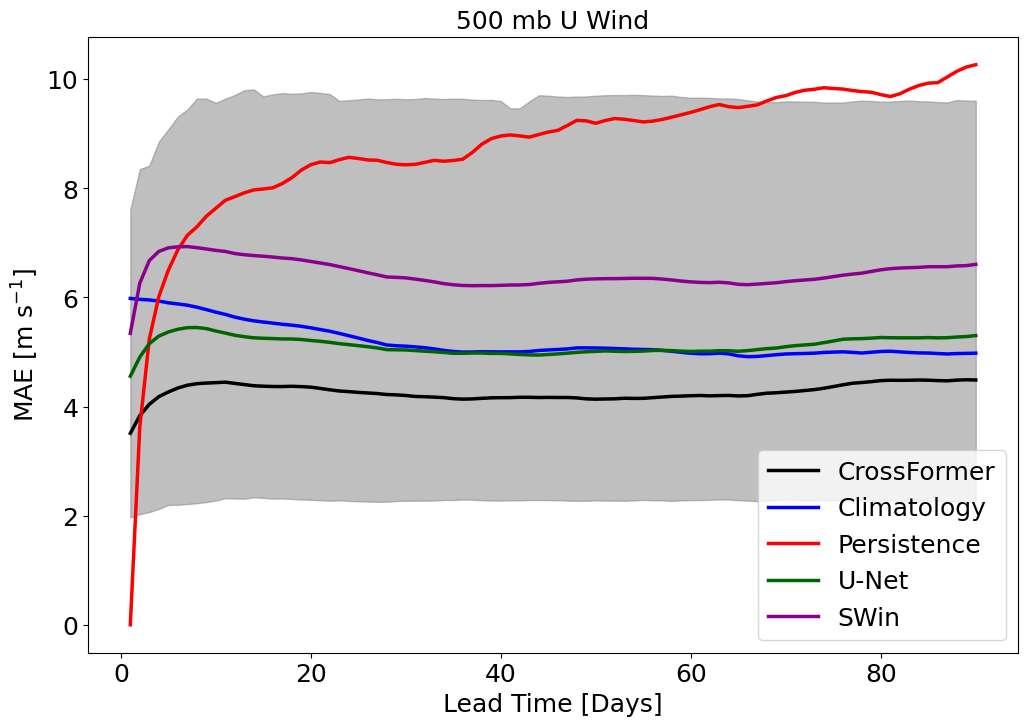 500 mb U Wind
MAE [m s⁻¹]
10
8
6
4
2
0
0 20 40 60 80
Lead Time [Days]
CrossFormer
Climatology
Persistence
U-Net
SWin